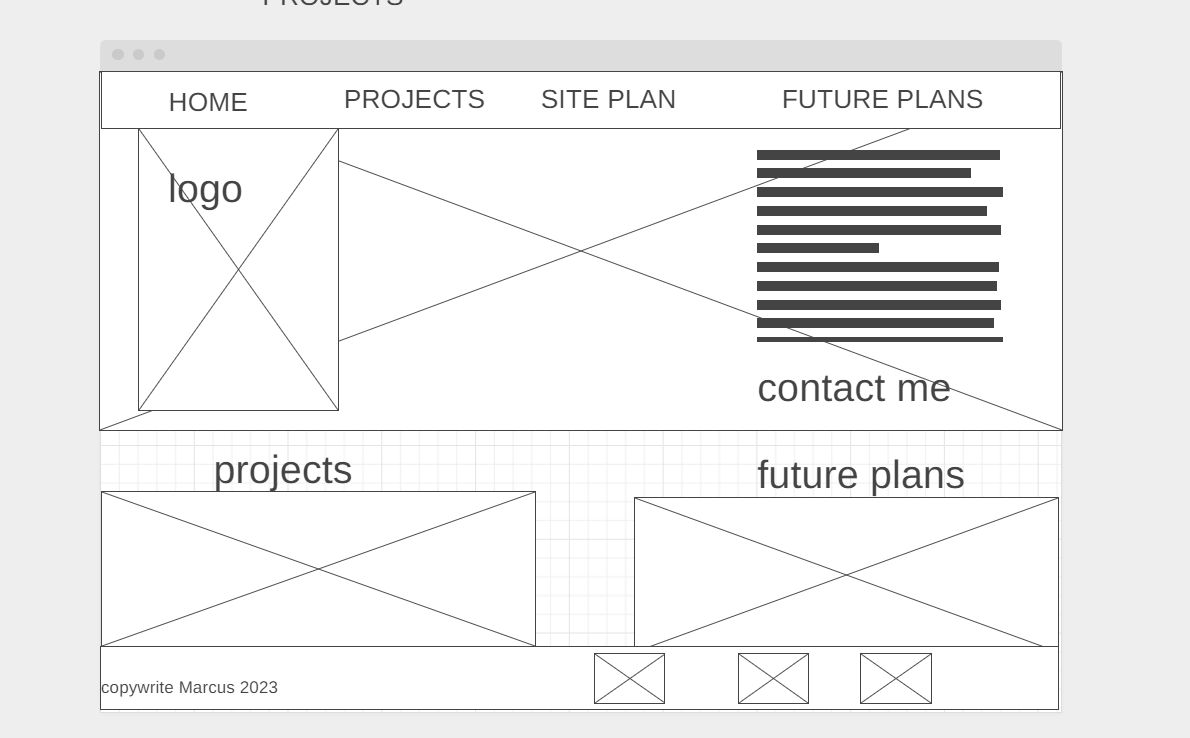 PROJECTS
HOME
PROJECTS
SITE PLAN
FUTURE PLANS
logo
contact me
projects
future plans
copywrite Marcus 2023